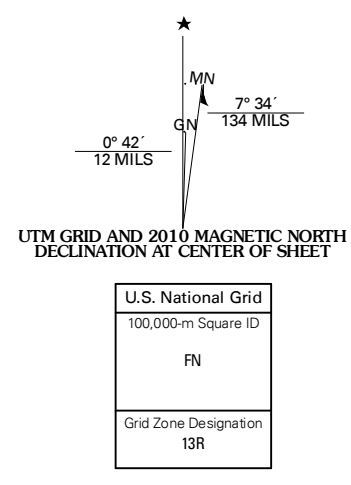 ★
MN
7° 34´
134 MILS
GN
0° 42´
12 MILS
UTM GRID AND 2010 MAGNETIC NORTH
DECLINATION AT CENTER OF SHEET
U.S. National Grid
100,000-m Square ID
FN
Grid Zone Designation
13R